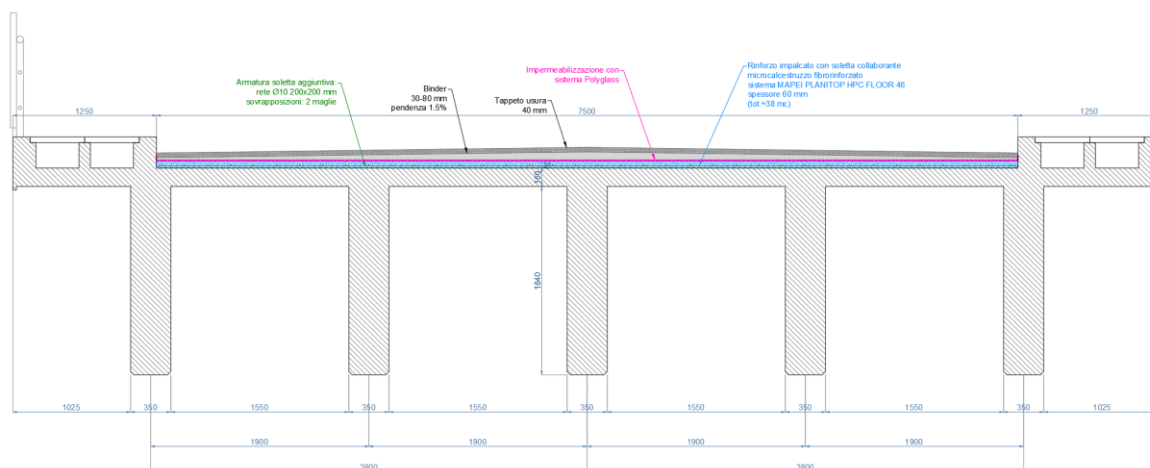 Armatura soletta aggiuntiva:
rete Ø10 200x200 mm
sovrapposizioni: 2 maglie
Binder
30-80 mm
pendenza 1.5%
Tappeto usura
40 mm
Impermeabilizzazione con
sistema Polyglass
Rinforzo impalcato con soletta collaborante
microcalcestruzzo fibrorinforzato
sistema MAPEI PLANITOP HPC FLOOR 46
spessore 60 mm
(tot ~38 mc)
1250
7500
1250
160
1640
1025
350
1550
350
1550
350
1550
350
1550
350
1025
1900
1900
1900
1900
3800
3800